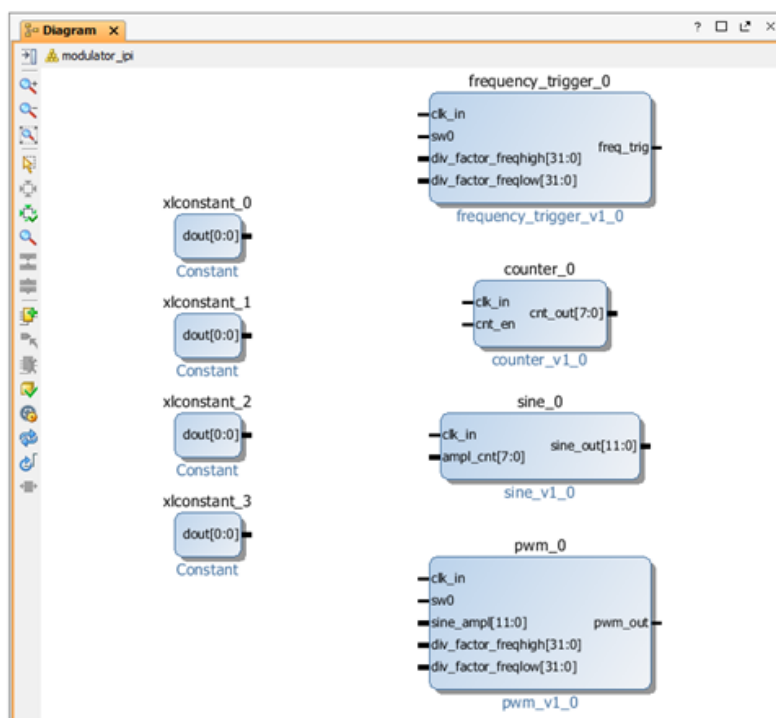 Diagram
modulator_ipi
frequency_trigger_0
clk_in
sw0
freq_trig
div_factor_freqhigh[31:0]
div_factor_freqlow[31:0]
frequency_trigger_v1_0
xlconstant_0
dout[0:0]
Constant
counter_0
clk_in
cnt_out[7:0]
cnt_en
counter_v1_0
xlconstant_1
dout[0:0]
Constant
xlconstant_2
dout[0:0]
Constant
sine_0
clk_in
sine_out[11:0]
ampl_cnt[7:0]
sine_v1_0
xlconstant_3
dout[0:0]
Constant
pwm_0
clk_in
sw0
sine_ampl[11:0]
pwm_out
div_factor_freqhigh[31:0]
div_factor_freqlow[31:0]
pwm_v1_0